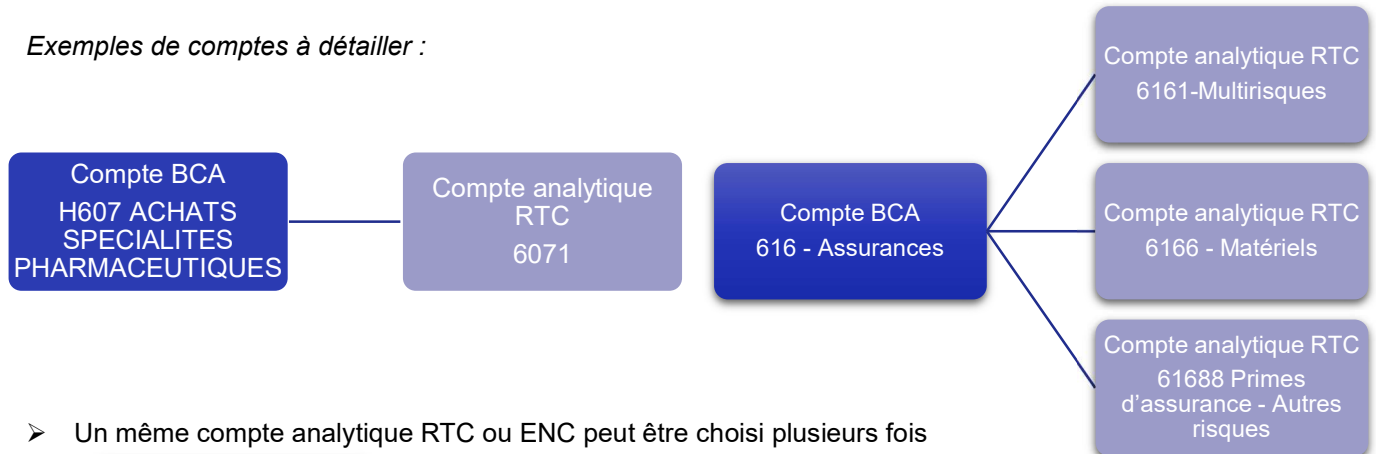 Exemples de comptes à détailler :
Compte BCA
H607 ACHATS
SPECIALITES
PHARMACEUTIQUES
Compte analytique
RTC
6071
Compte BCA
616 - Assurances
Compte analytique RTC
6161-Multirisques
Compte analytique RTC
6166 - Matériels
Compte analytique RTC
61688 Primes
d'assurance - Autres
risques
➢ Un même compte analytique RTC ou ENC peut être choisi plusieurs fois